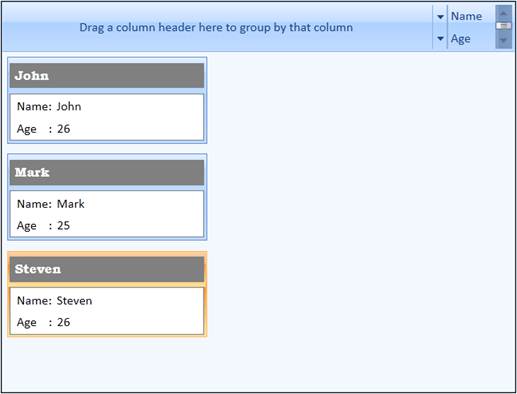 Drag a column header here to group by that column
Name
Age
John
Name: John
Age : 26
Mark
Name: Mark
Age : 25
Steven
Name: Steven
Age : 26